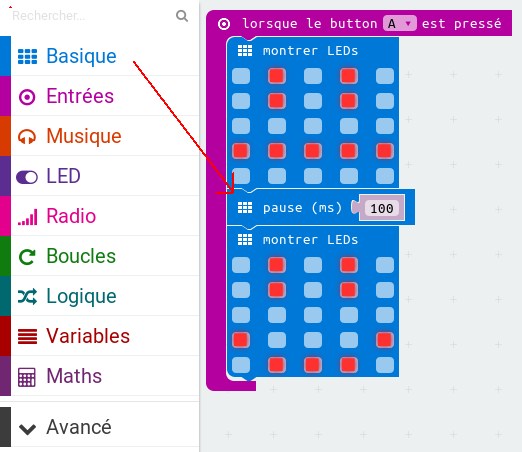 Rechercher...
Basique
Entrées
Musique
LED
Radio
Boucles
Logique
Variables
Maths
Avancé
lorsque le button A est pressé
montrer LEDs
pause (ms) 100
montrer LEDs